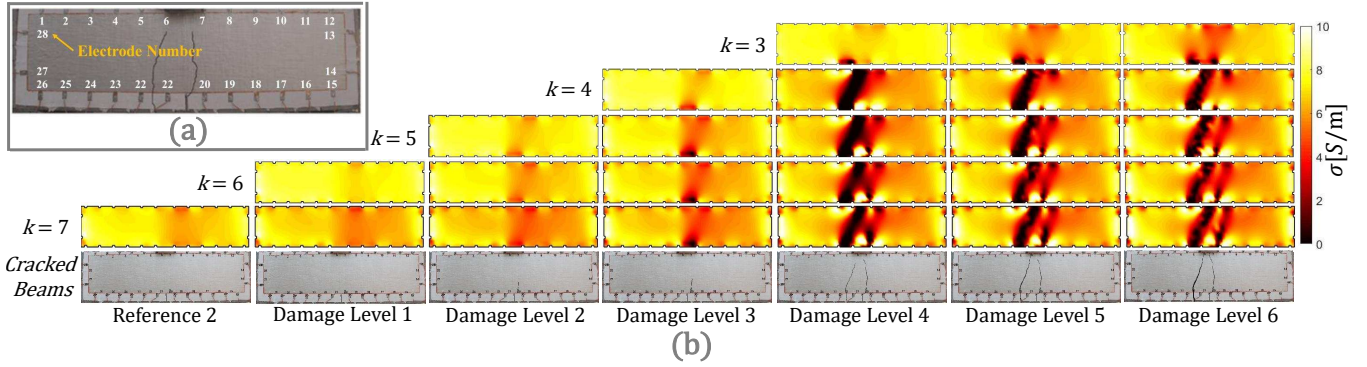 1 2 3 4 5 6 7 8 9 10 11 12
28 13
Electrode Number
27 14
26 25 24 23 22 22 20 19 18 17 16 15
(a)
k = 3
k = 4
k = 5
k = 6
k = 7
Cracked
Beams
Reference 2 Damage Level 1 Damage Level 2 Damage Level 3 Damage Level 4 Damage Level 5 Damage Level 6
(b)
10
8
6
4
2
0
σ[S/m]